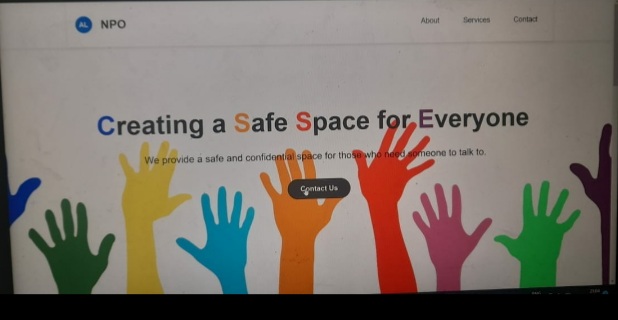 AL NPO
About Services Contact
Creating a Safe Space for Everyone
We provide a safe and confidential space for those who need someone to talk to.
Contact Us